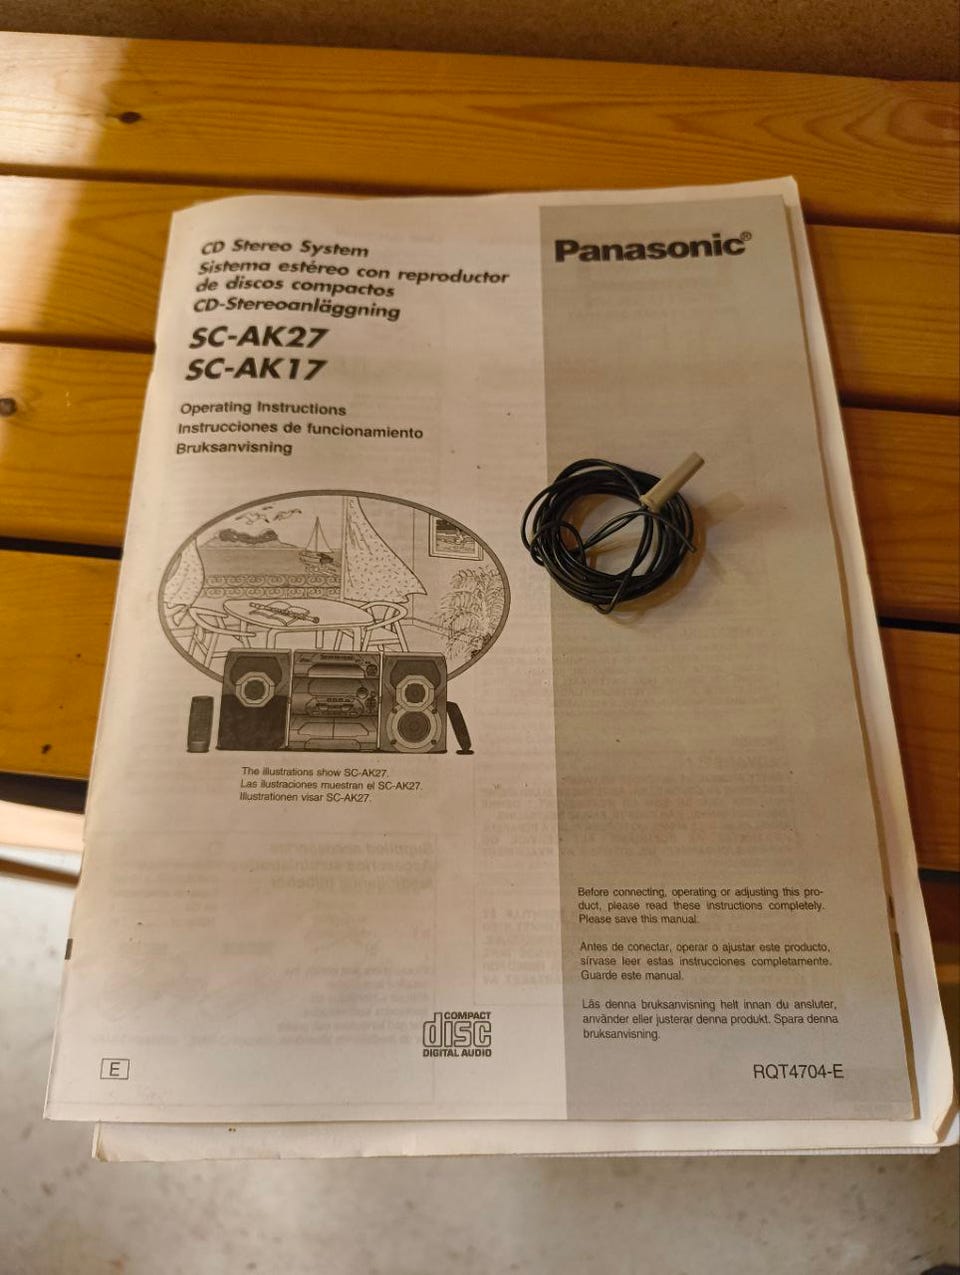 CD Stereo System
Sistema estéreo con reproductor
de discos compactos
CD-Stereoanläggning
SC-AK27
SC-AK17
Operating Instructions
Instrucciones de funcionamiento
Bruksanvisning
The illustrations show SC-AK27.
Las ilustraciones muestran el SC-AK27.
Illustrationen visar SC-AK27.
COMPACT
disc
DIGITAL AUDIO
E
Panasonic®
Before connecting, operating or adjusting this pro-
duct, please read these instructions completely.
Please save this manual.
Antes de conectar, operar o ajustar este producto,
sírvase leer estas instrucciones completamente.
Guarde este manual.
Läs denna bruksanvisning helt innan du ansluter,
använder eller justerar denna produkt. Spara denna
bruksanvisning.
RQT4704-E